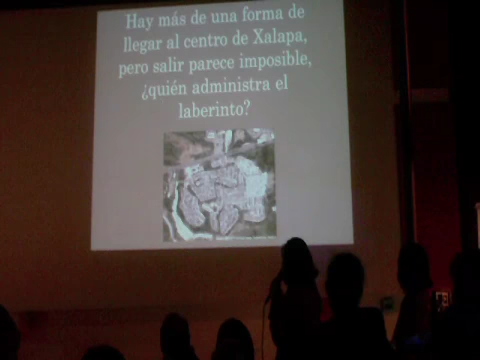 Hay más de una forma de
llegar al centro de Xalapa,
pero salir parece imposible,
¿quién administra el
laberinto?